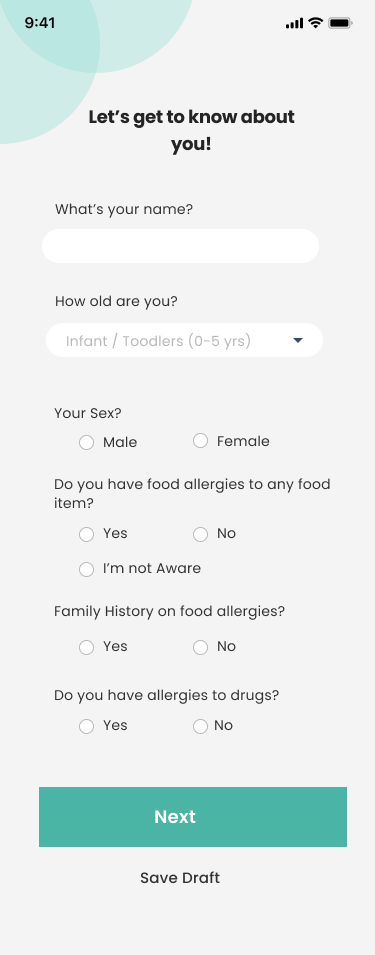 9:41
Let’s get to know about
you!
What’s your name?
How old are you?
Infant / Toodlers (0-5 yrs)
Your Sex?
Male Female
Do you have food allergies to any food
item?
Yes No
I’m not Aware
Family History on food allergies?
Yes No
Do you have allergies to drugs?
Yes No
Next
Save Draft